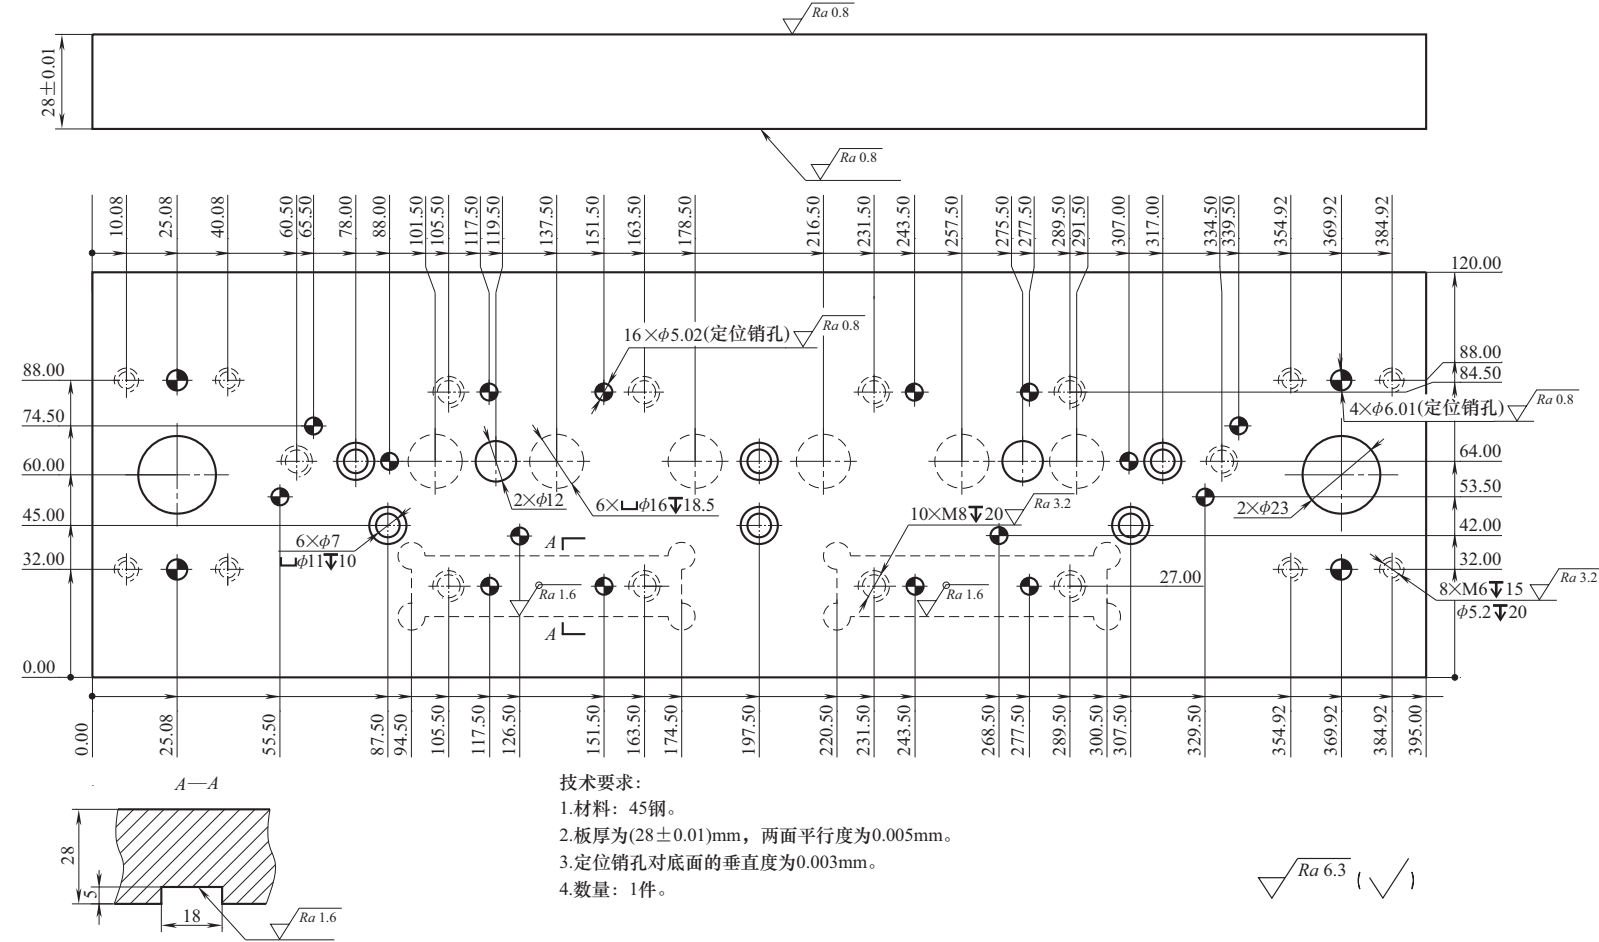 Ra 0.8
28±0.01
Ra 0.8
10.08
25.08
40.08
60.50
65.50
78.00
88.00
101.50
105.50
117.50
119.50
137.50
151.50
163.50
178.50
216.50
231.50
243.50
257.50
275.50
277.50
289.50
291.50
307.00
317.00
334.50
339.50
354.92
369.92
384.92
120.00
16×ϕ5.02(定位销孔)
Ra 0.8
88.00
88.00
84.50
4×ϕ6.01(定位销孔)
Ra 0.8
74.50
60.00
64.00
2×ϕ12
6×⌴ϕ16↧18.5
10×M8↧20
Ra 3.2
2×ϕ23
53.50
45.00
6×ϕ7
⌴ϕ11↧10
A
42.00
32.00
27.00
32.00
Ra 1.6
Ra 1.6
8×M6↧15
Ra 3.2
ϕ5.2↧20
A
0.00
0.00
25.08
55.50
87.50
94.50
105.50
117.50
126.50
151.50
163.50
174.50
197.50
220.50
231.50
243.50
268.50
277.50
289.50
300.50
307.50
329.50
354.92
369.92
384.92
395.00
A—A
28
5
18
Ra 1.6
技术要求：
1.材料：45钢。
2.板厚为(28±0.01)mm，两面平行度为0.005mm。
3.定位销孔对底面的垂直度为0.003mm。
4.数量：1件。
Ra 6.3 (√)